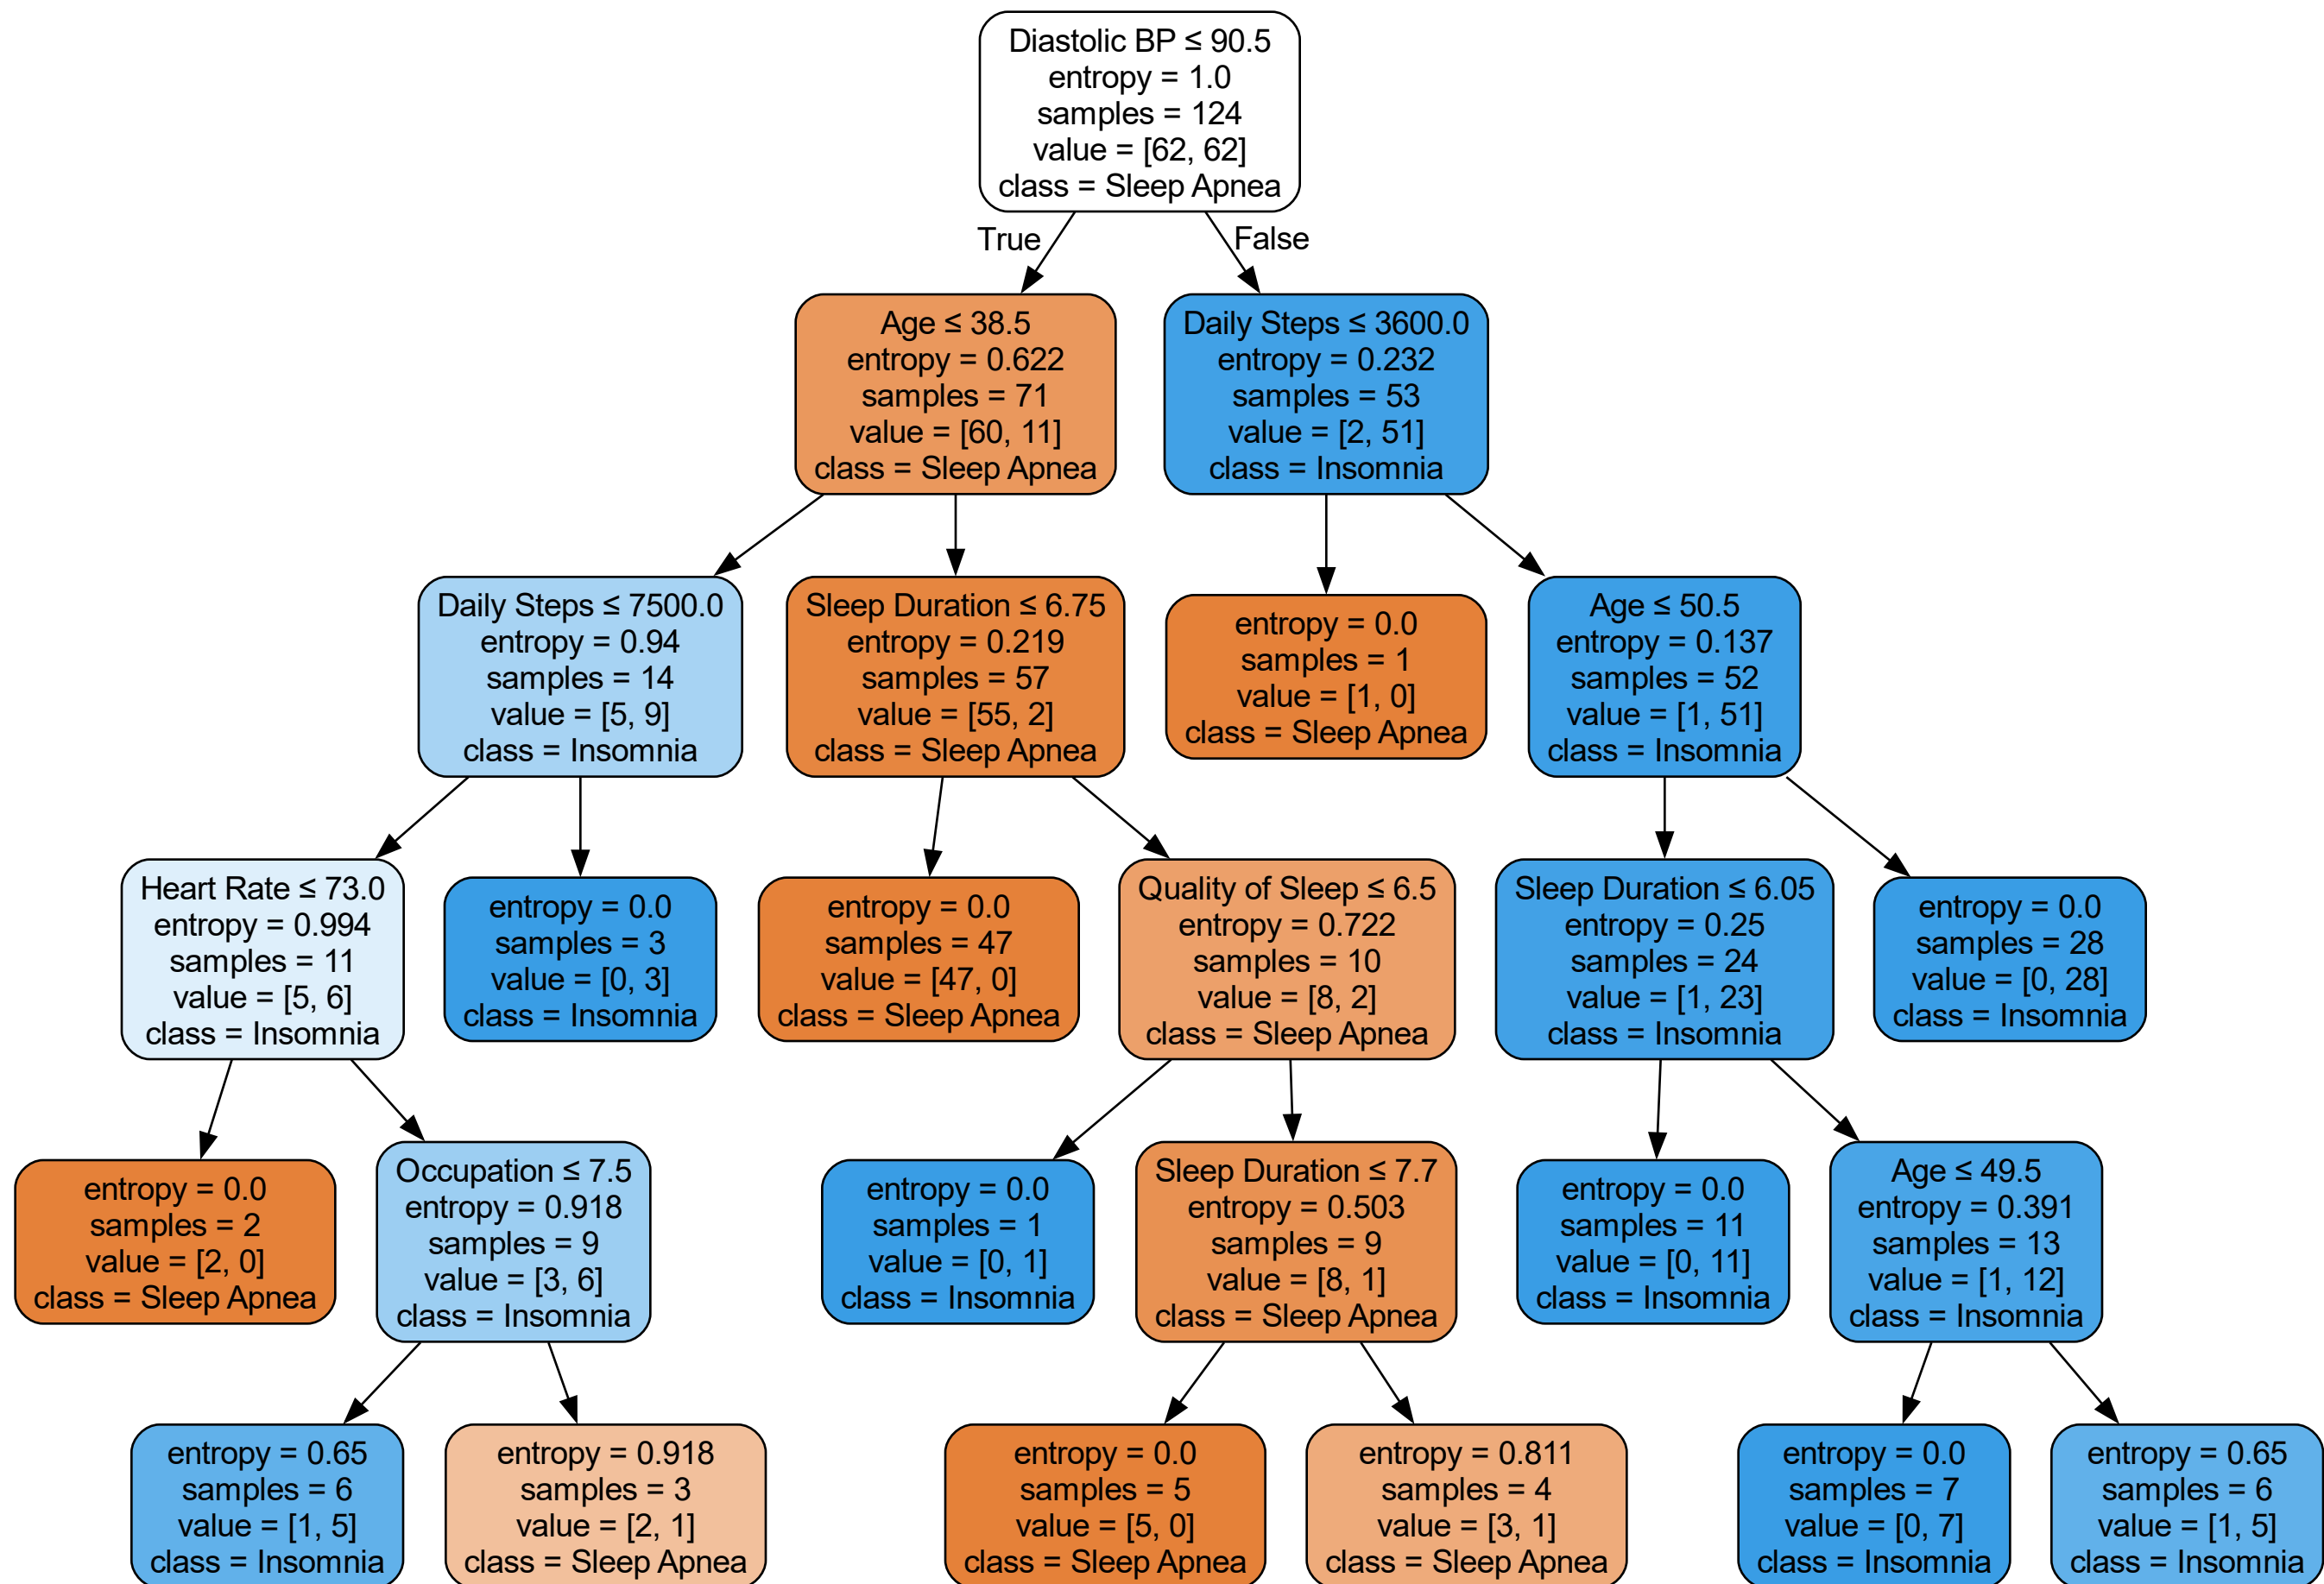 Diastolic BP ≤ 90.5
entropy = 1.0
samples = 124
value = [62, 62]
class = Sleep Apnea
True
False
Age ≤ 38.5
entropy = 0.622
samples = 71
value = [60, 11]
class = Sleep Apnea
Daily Steps ≤ 3600.0
entropy = 0.232
samples = 53
value = [2, 51]
class = Insomnia
Daily Steps ≤ 7500.0
entropy = 0.94
samples = 14
value = [5, 9]
class = Insomnia
Sleep Duration ≤ 6.75
entropy = 0.219
samples = 57
value = [55, 2]
class = Sleep Apnea
entropy = 0.0
samples = 1
value = [1, 0]
class = Sleep Apnea
Age ≤ 50.5
entropy = 0.137
samples = 52
value = [1, 51]
class = Insomnia
Heart Rate ≤ 73.0
entropy = 0.994
samples = 11
value = [5, 6]
class = Insomnia
entropy = 0.0
samples = 3
value = [0, 3]
class = Insomnia
entropy = 0.0
samples = 47
value = [47, 0]
class = Sleep Apnea
Quality of Sleep ≤ 6.5
entropy = 0.722
samples = 10
value = [8, 2]
class = Sleep Apnea
Sleep Duration ≤ 6.05
entropy = 0.25
samples = 24
value = [1, 23]
class = Insomnia
entropy = 0.0
samples = 28
value = [0, 28]
class = Insomnia
entropy = 0.0
samples = 2
value = [2, 0]
class = Sleep Apnea
Occupation ≤ 7.5
entropy = 0.918
samples = 9
value = [3, 6]
class = Insomnia
entropy = 0.0
samples = 1
value = [0, 1]
class = Insomnia
Sleep Duration ≤ 7.7
entropy = 0.503
samples = 9
value = [8, 1]
class = Sleep Apnea
entropy = 0.0
samples = 11
value = [0, 11]
class = Insomnia
Age ≤ 49.5
entropy = 0.391
samples = 13
value = [1, 12]
class = Insomnia
entropy = 0.65
samples = 6
value = [1, 5]
class = Insomnia
entropy = 0.918
samples = 3
value = [2, 1]
class = Sleep Apnea
entropy = 0.0
samples = 5
value = [5, 0]
class = Sleep Apnea
entropy = 0.811
samples = 4
value = [3, 1]
class = Sleep Apnea
entropy = 0.0
samples = 7
value = [0, 7]
class = Insomnia
entropy = 0.65
samples = 6
value = [1, 5]
class = Insomnia